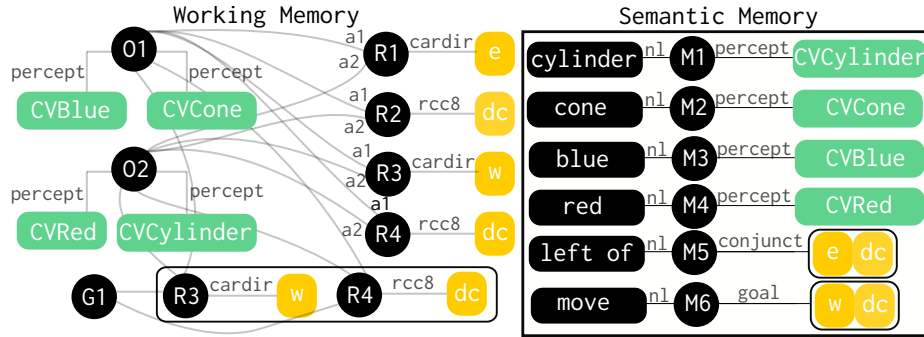 Working Memory
Semantic Memory
O1
percept
percept
CVBlue
CVCone
O2
percept
percept
CVRed
CVCylinder
G1
R3
cardir
w
R4
rcc8
dc
a1
a2
R1
cardir
e
a1
a2
R2
rcc8
dc
a1
a2
R3
cardir
w
a1
a2
R4
rcc8
dc
cylinder nl M1 percept CVCylinder
cone nl M2 percept CVCone
blue nl M3 percept CVBlue
red nl M4 percept CVRed
left of nl M5 conjunct e dc
move nl M6 goal w dc